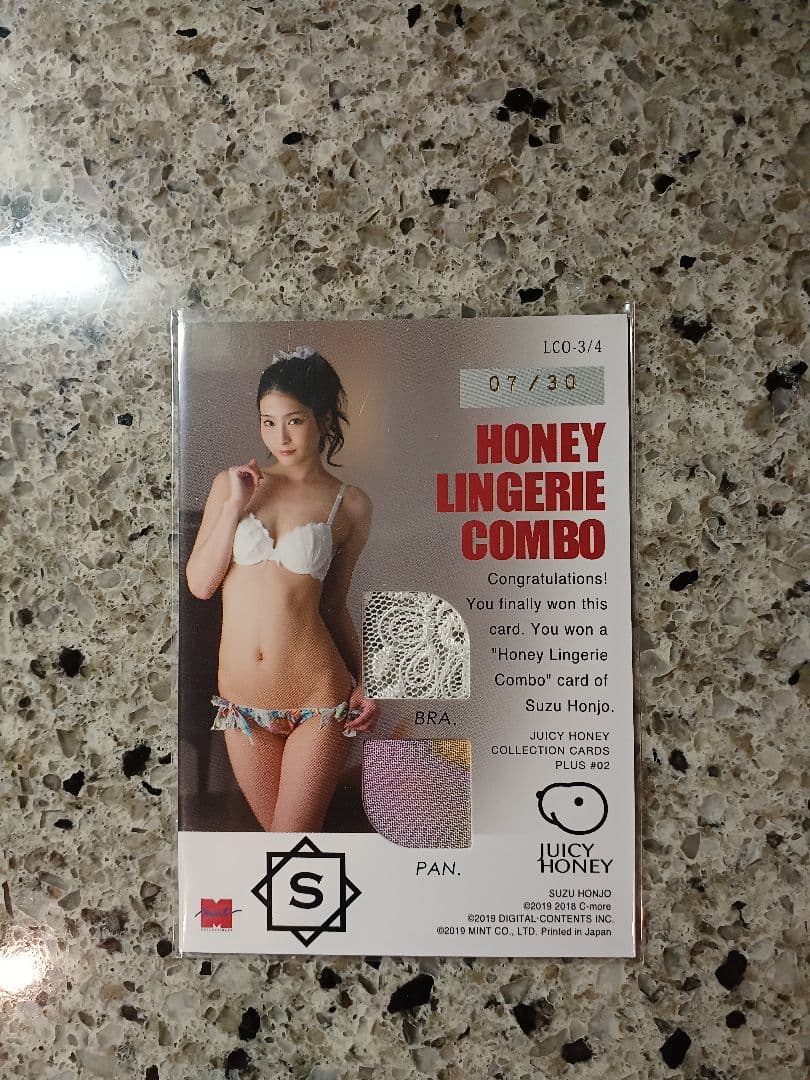 LCO-3/4
07/30
HONEY
LINGERIE
COMBO
Congratulations!
You finally won this
card. You won a
"Honey Lingerie
Combo" card of
Suzu Honjo.
BRA.
JUICY HONEY
COLLECTION CARDS
PLUS #02
PAN.
JUICY
HONEY
S
SUZU HONJO
©2019 2018 C-more
©2019 DIGITAL-CONTENTS INC.
©2019 MINT CO., LTD. Printed in Japan
M